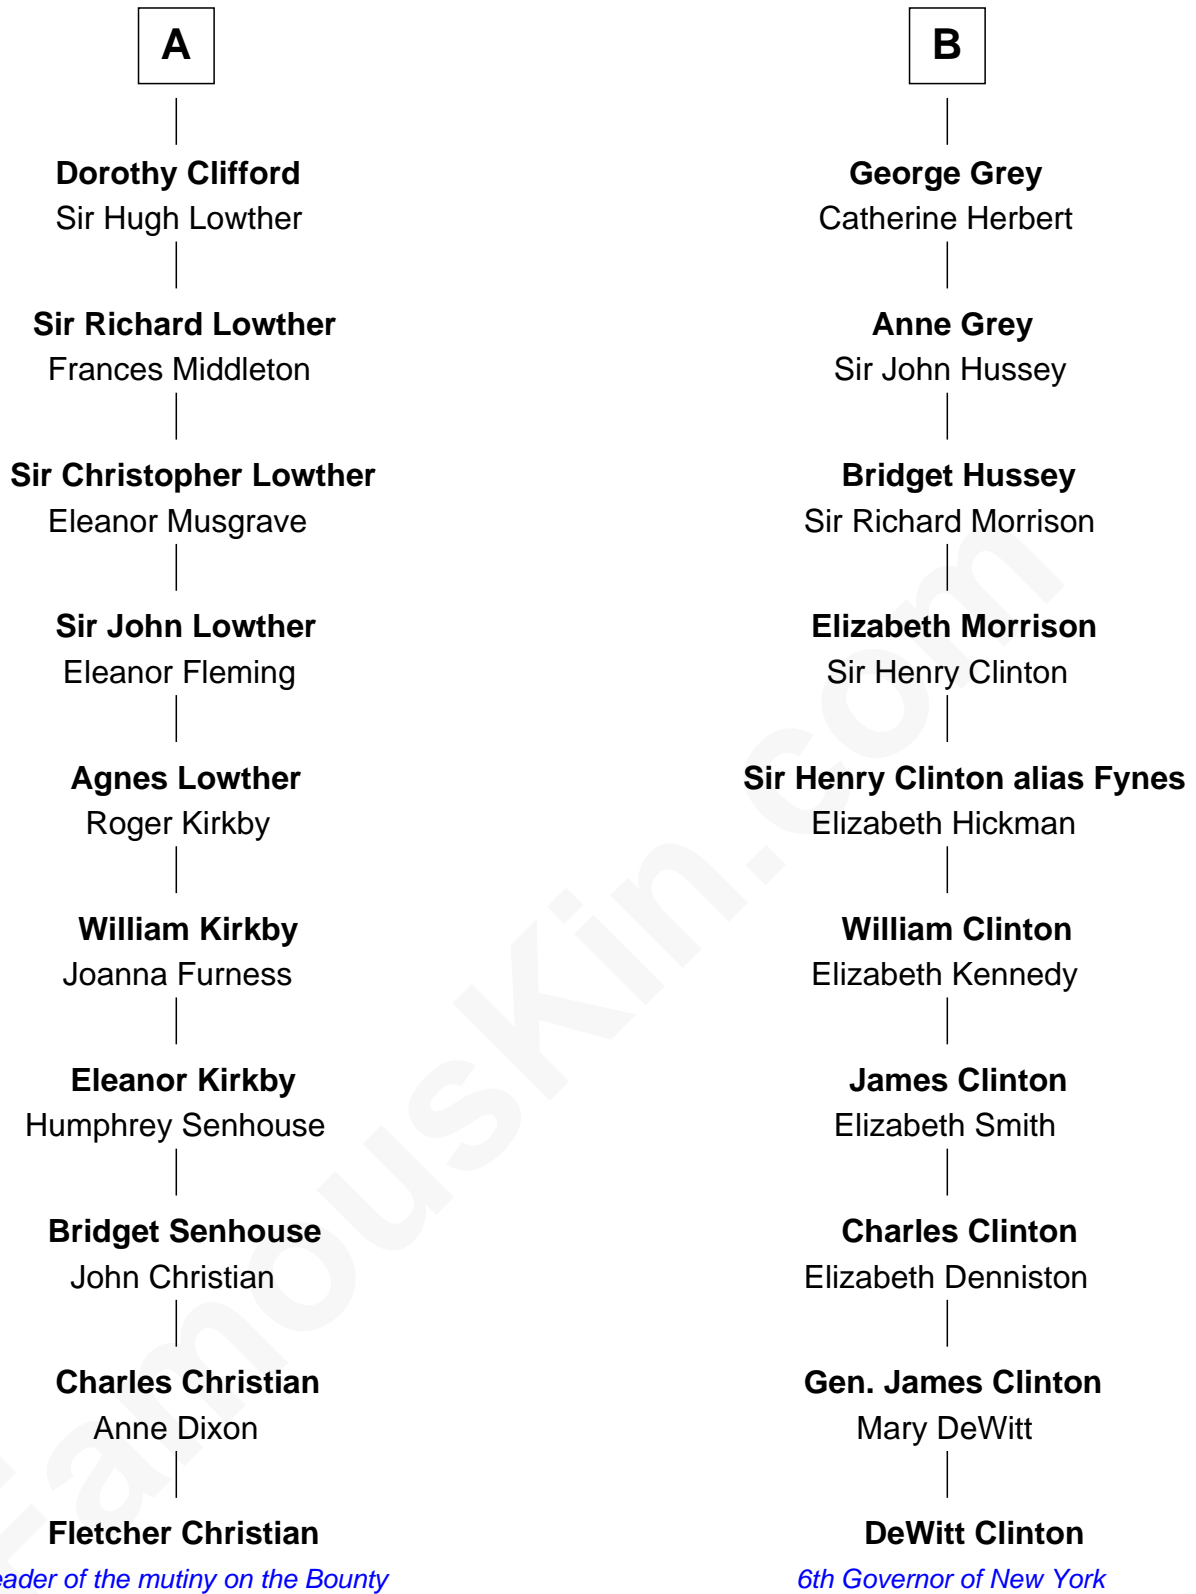 A
Dorothy Clifford
Sir Hugh Lowther
Sir Richard Lowther
Frances Middleton
Sir Christopher Lowther
Eleanor Musgrave
Sir John Lowther
Eleanor Fleming
Agnes Lowther
Roger Kirkby
William Kirkby
Joanna Furness
Eleanor Kirkby
Humphrey Senhouse
Bridget Senhouse
John Christian
Charles Christian
Anne Dixon
Fletcher Christian
of the mutiny on the Bounty
B
George Grey
Catherine Herbert
Anne Grey
Sir John Hussey
Bridget Hussey
Sir Richard Morrison
Elizabeth Morrison
Sir Henry Clinton
Sir Henry Clinton alias Fynes
Elizabeth Hickman
William Clinton
Elizabeth Kennedy
James Clinton
Elizabeth Smith
Charles Clinton
Elizabeth Denniston
Gen. James Clinton
Mary DeWitt
DeWitt Clinton
6th Governor of New York
FamousKin.com